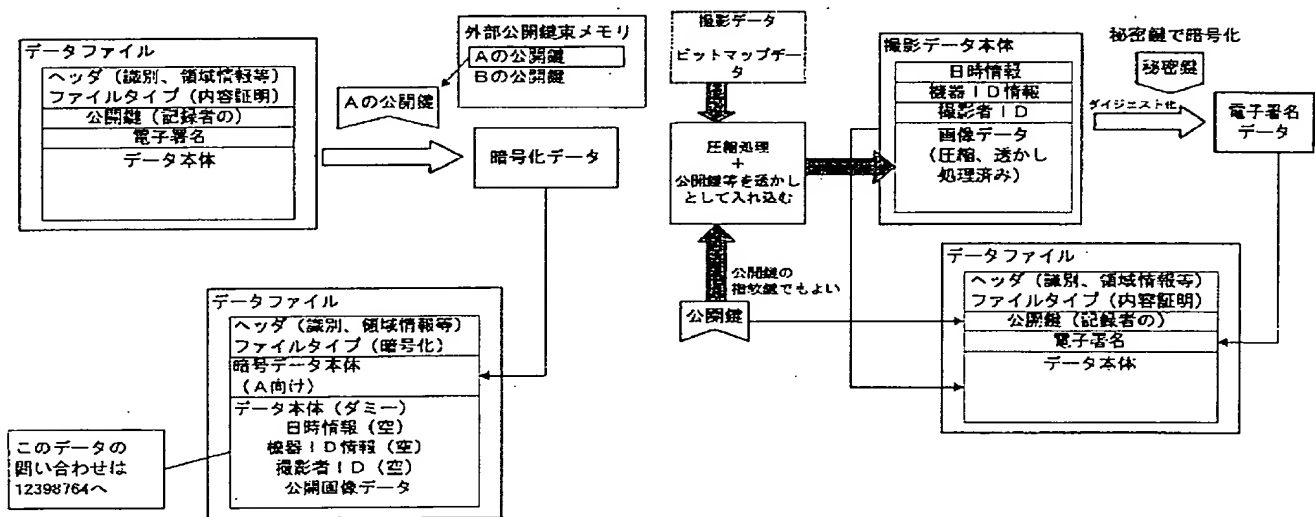 データファイル
ヘッダ（識別、領域情報等）
ファイルタイプ（内容証明）
公開鍵（記録者の）
電子署名
データ本体
外部公開鍵束メモリ
Aの公開鍵
Bの公開鍵
Aの公開鍵
暗号化データ
データファイル
ヘッダ（識別、領域情報等）
ファイルタイプ（暗号化）
暗号データ本体
（A向け）
データ本体（ダミー）
日時情報（空）
機器ID情報（空）
撮影者ID（空）
公開画像データ
このデータの
問い合わせは
12398764へ
撮影データ
ビットマップデー
タ
圧縮処理
＋
公開鍵等を透かし
として入れ込む
公開鍵の
指紋鍵でもよい
公開鍵
撮影データ本体
日時情報
機器ID情報
撮影者ID
画像データ
（圧縮、透かし
処理済み）
秘密鍵で暗号化
秘密鍵
ダイジェスト化
電子署名
データ
データファイル
ヘッダ（識別、領域情報等）
ファイルタイプ（内容証明）
公開鍵（記録者の）
電子署名
データ本体